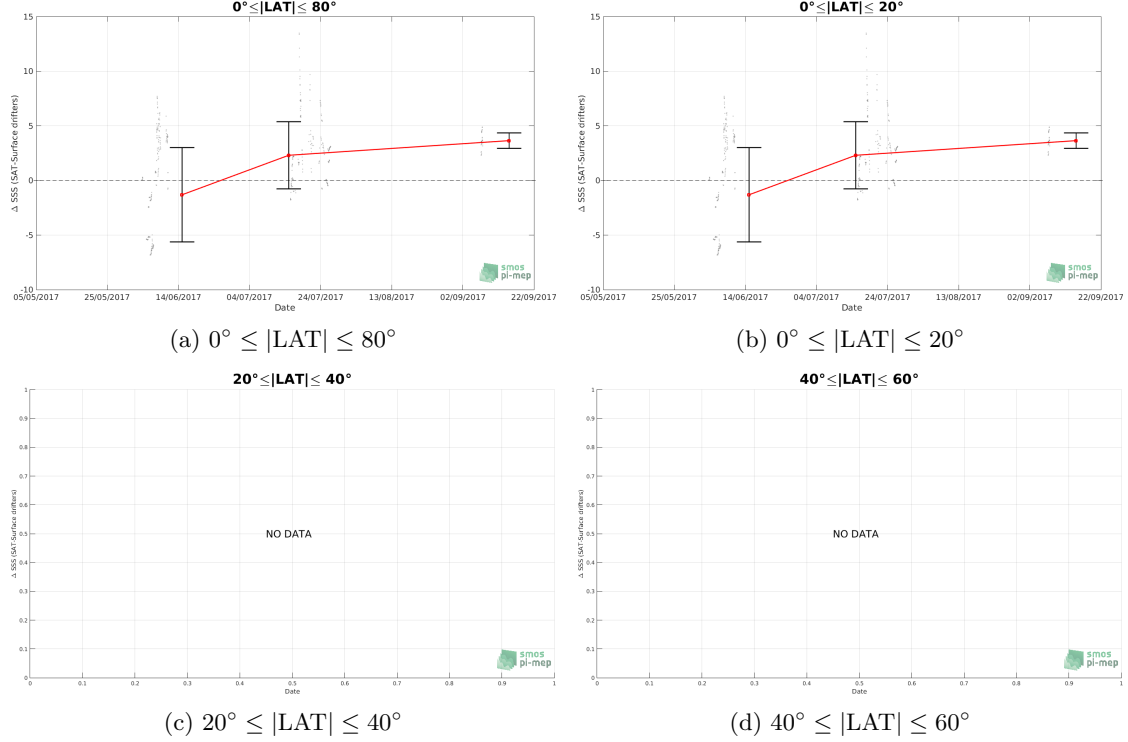 0°≤|LAT|≤ 80°
Δ SSS (SAT-Surface drifters)
15
10
5
0
-5
-10
05/05/2017 25/05/2017 14/06/2017 04/07/2017 24/07/2017 13/08/2017 02/09/2017 22/09/2017
Date
smos
pi-mep
(a) 0° ≤ |LAT| ≤ 80°
0°≤|LAT|≤ 20°
Δ SSS (SAT-Surface drifters)
15
10
5
0
-5
-10
05/05/2017 25/05/2017 14/06/2017 04/07/2017 24/07/2017 13/08/2017 02/09/2017 22/09/2017
Date
smos
pi-mep
(b) 0° ≤ |LAT| ≤ 20°
20°≤|LAT|≤ 40°
Δ SSS (SAT-Surface drifters)
1
0.9
0.8
0.7
0.6
0.5
0.4
0.3
0.2
0.1
0
NO DATA
0 0.1 0.2 0.3 0.4 0.5 0.6 0.7 0.8 0.9 1
Date
smos
pi-mep
(c) 20° ≤ |LAT| ≤ 40°
40°≤|LAT|≤ 60°
Δ SSS (SAT-Surface drifters)
1
0.9
0.8
0.7
0.6
0.5
0.4
0.3
0.2
0.1
0
NO DATA
0 0.1 0.2 0.3 0.4 0.5 0.6 0.7 0.8 0.9 1
Date
smos
pi-mep
(d) 40° ≤ |LAT| ≤ 60°